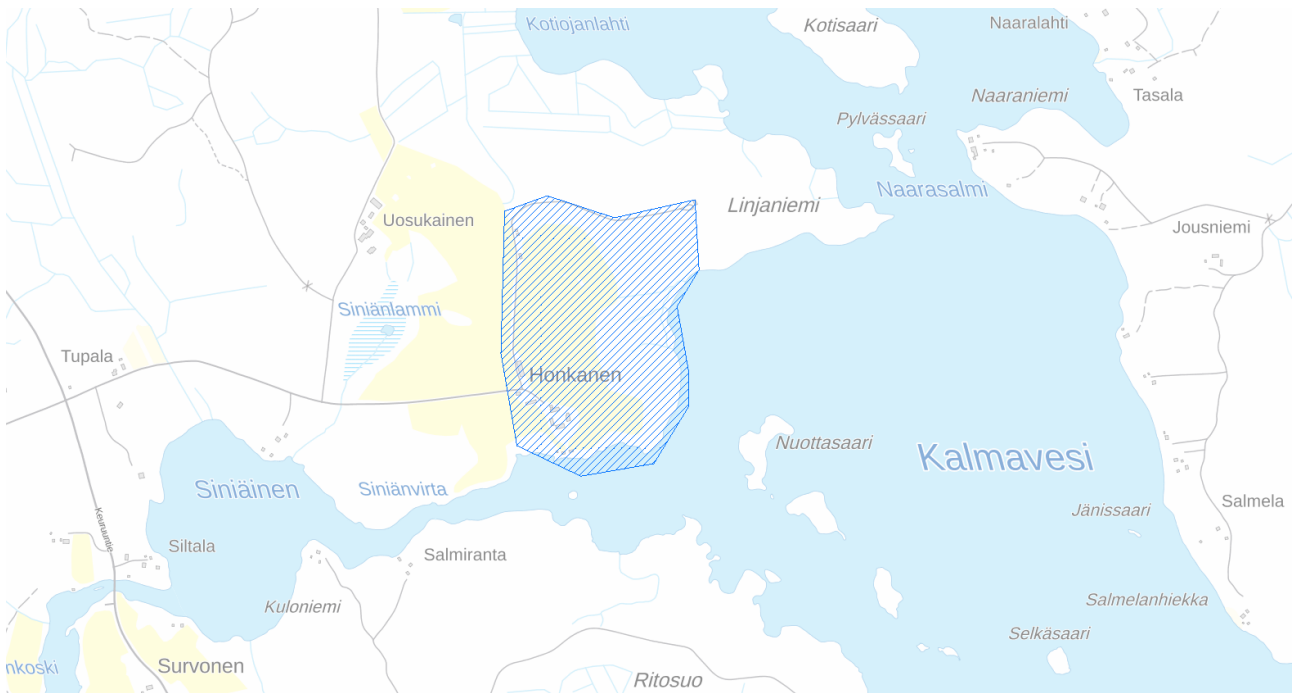 Kotiojanlahti
Kotisaari
Naaralahti
Naaraniemi
Tasala
Pylvässaari
Naarasalmi
Linjaniemi
Uosukainen
Jousniemi
Siniänlammi
Tupala
Honkanen
Nuottasaari
Kalmavesi
Siniäinen
Siniänvirta
Salmela
Jänissaari
Keuruuntie
Siltala
Salmiranta
Kuloniemi
Salmelanhiekka
Selkäsaari
nkoski
Survonen
Ritosuo